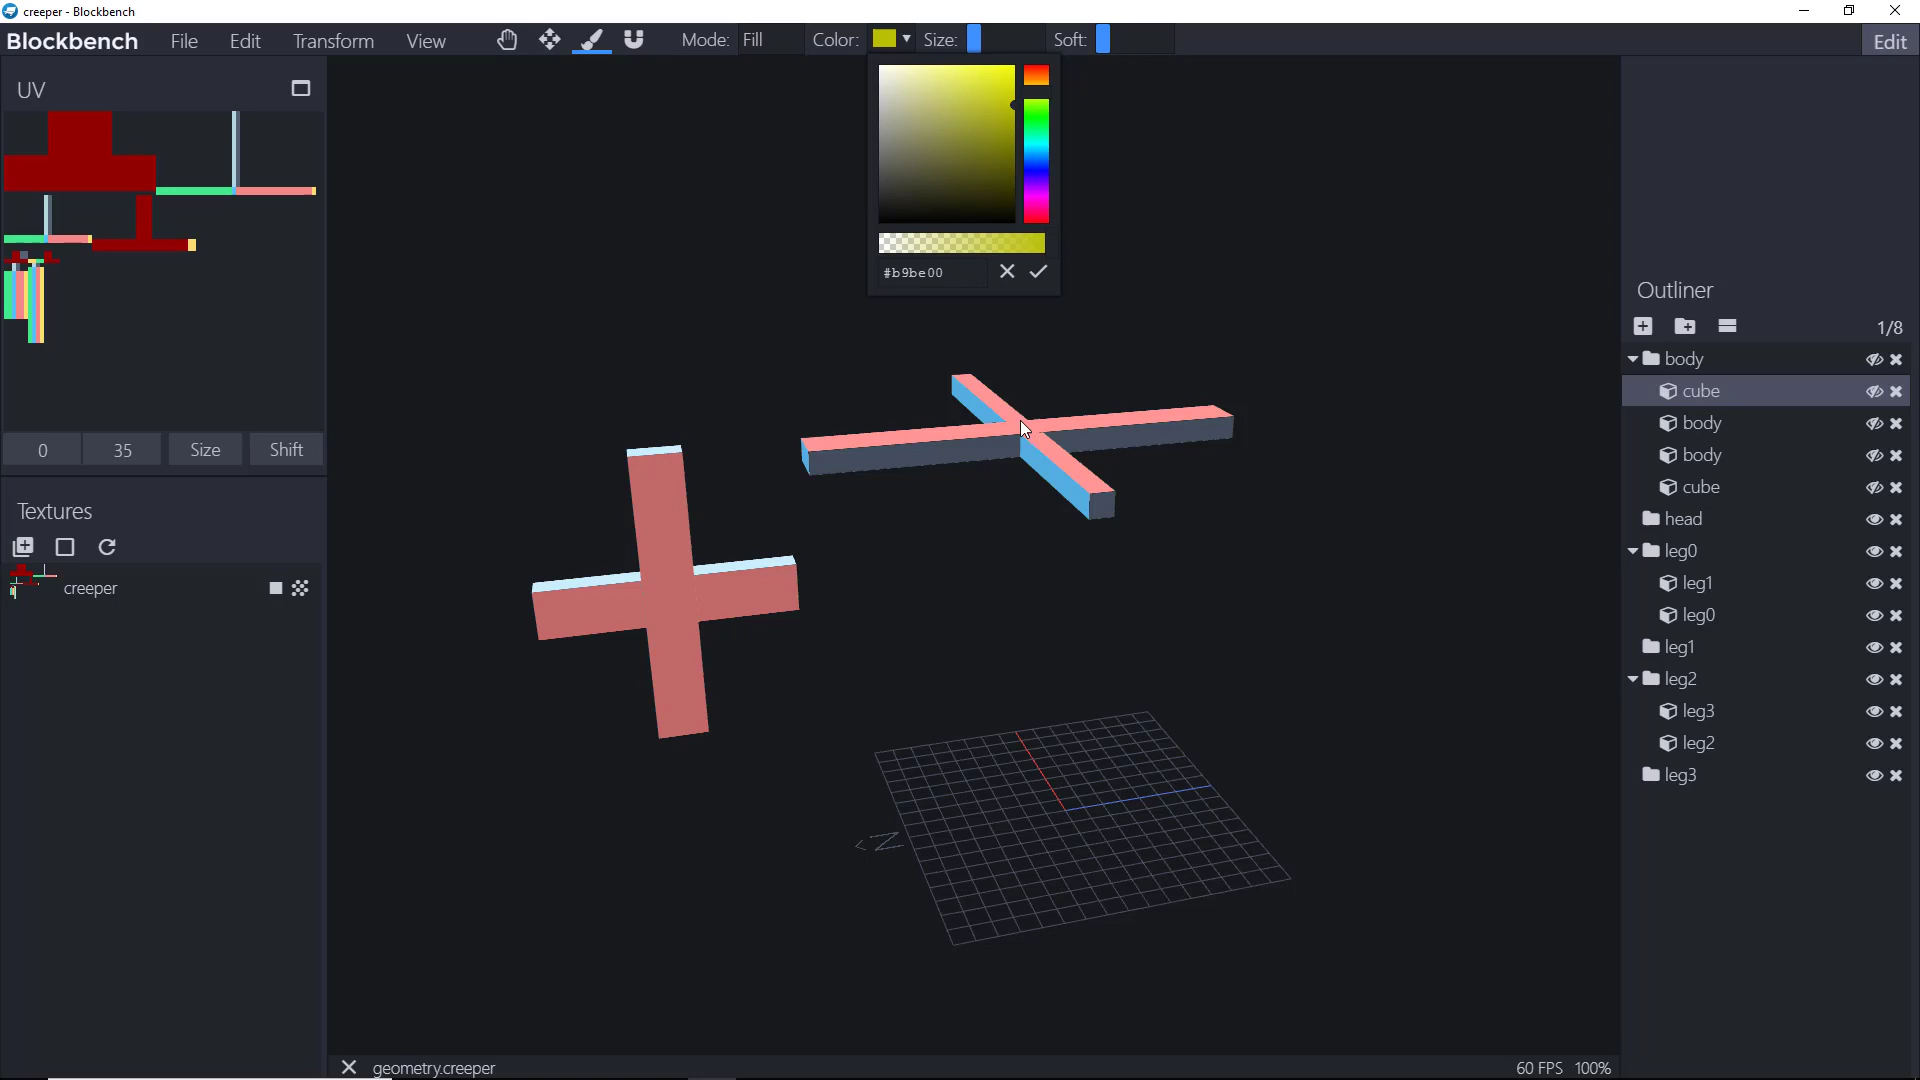 creeper - Blockbench
Blockbench File Edit Transform View Mode: Fill Color: Size: Soft: Edit
UV
#b9be00
0 35 Size Shift
Textures
creeper
Outliner
1/8
body
cube
body
body
cube
head
leg0
leg1
leg0
leg1
leg2
leg3
leg2
leg3
N
geometry.creeper 60 FPS 100%